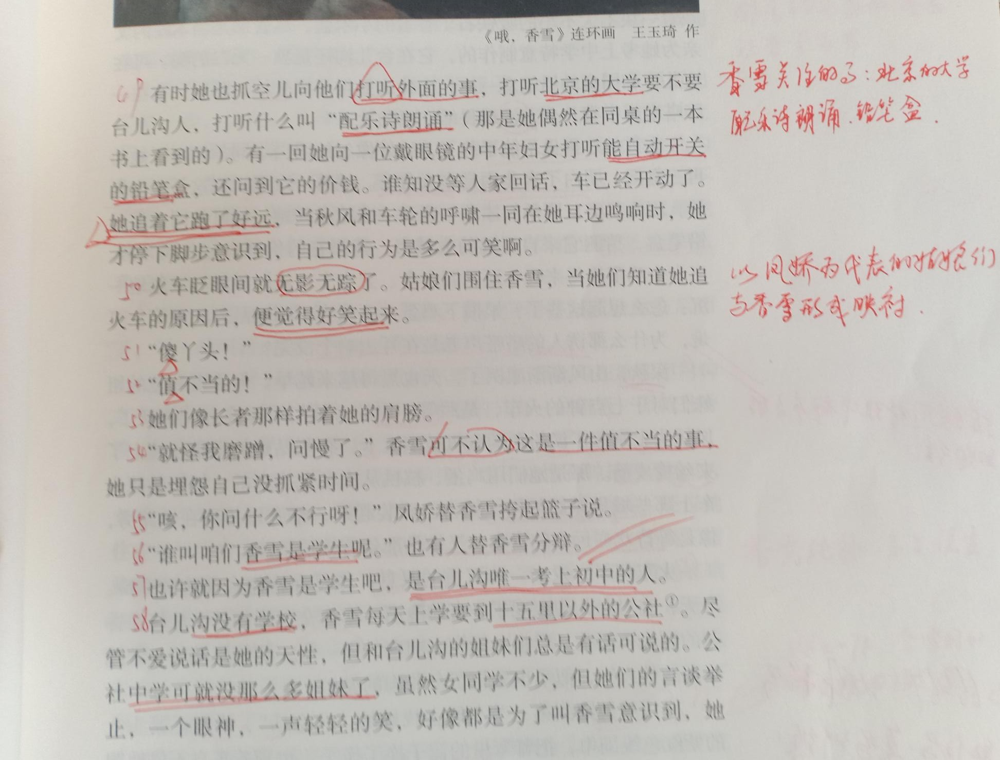 《哦，香雪》连环画 王玉琦 作
49 有时她也抓空儿向他们打听外面的事，打听北京的大学要不要
台儿沟人，打听什么叫“配乐诗朗诵”（那是她偶然在同桌的一本
书上看到的）。有一回她向一位戴眼镜的中年妇女打听能自动开关
的铅笔盒，还问到它的价钱。谁知没等人家回话，车已经开动了。
她追着它跑了好远，当秋风和车轮的呼啸一同在她耳边鸣响时，她
才停下脚步意识到，自己的行为是多么可笑啊。
50 火车眨眼间就无影无踪了。姑娘们围住香雪，当她们知道她追
火车的原因后，便觉得好笑起来。
51 “傻丫头！”
52 “值不当的！”
53 她们像长者那样拍着她的肩膀。
54 “就怪我磨蹭，问慢了。”香雪可不认为这是一件值不当的事，
她只是埋怨自己没抓紧时间。
55 “咳，你问什么不行呀！”凤娇替香雪挎起篮子说。
56 “谁叫咱们香雪是学生呢。”也有人替香雪分辩。
57 也许就因为香雪是学生吧，是台儿沟唯一考上初中的人。
58 台儿沟没有学校，香雪每天上学要到十五里以外的公社①。尽
管不爱说话是她的天性，但和台儿沟的姐妹们总是有话可说的。公
社中学可就没那么多姐妹了，虽然女同学不少，但她们的言谈举
止，一个眼神，一声轻轻的笑，好像都是为了叫香雪意识到，她
香雪关注的事：北京的大学
配乐诗朗诵、铅笔盒．
以凤娇为代表的姑娘们
与香雪形成映衬．